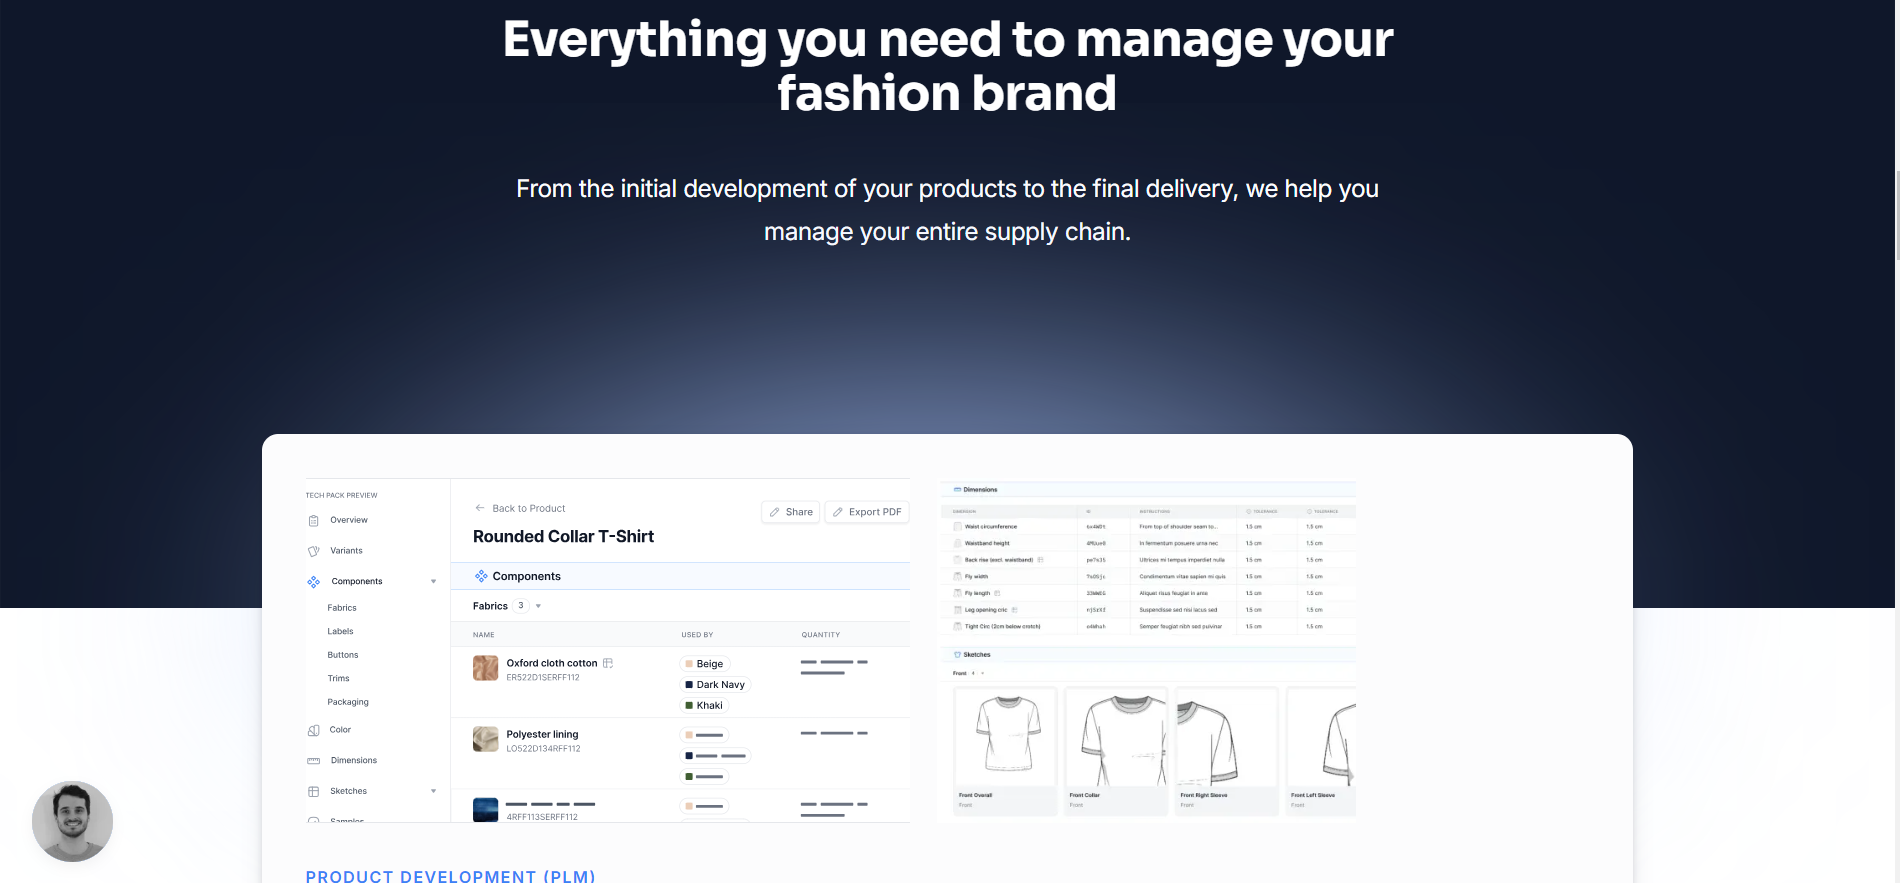 Everything you need to manage your
fashion brand
From the initial development of your products to the final delivery, we help you
manage your entire supply chain.
TECH PACK PREVIEW
Overview
Variants
Components
Fabrics
Labels
Buttons
Trims
Packaging
Color
Dimensions
Sketches
Samples
Back to Product
Share
Export PDF
Rounded Collar T-Shirt
Components
Fabrics 3
NAME USED BY QUANTITY
Oxford cloth cotton
ER522D1SERFF112
Beige
Dark Navy
Khaki
Polyester lining
LO522D134RFF112
4RFF113SERFF112
Dimensions
DIMENSION ID INSTRUCTIONS TOLERANCE TOLERANCE
Waist circumference From top of shoulder seam to... 1.5 cm 1.5 cm
Waistband height In fermentum posuere urna nec 1.5 cm 1.5 cm
Back rise (excl. waistband) Ultrices mi tempus imperdiet nulla 1.5 cm 1.5 cm
Fly width Condimentum vitae sapien mi quis 1.5 cm 1.5 cm
Fly length Aliquet risus feugiat in ante 1.5 cm 1.5 cm
Leg opening circ Suspendisse sed nisi lacus sed 1.5 cm 1.5 cm
Tight Circ (2cm below crotch) Semper feugiat nibh sed pulvinar 1.5 cm 1.5 cm
Sketches
Front 4
Front Overall
Front
Front Collar
Front
Front Right Sleeve
Front
Front Left Sleeve
Front
PRODUCT DEVELOPMENT (PLM)